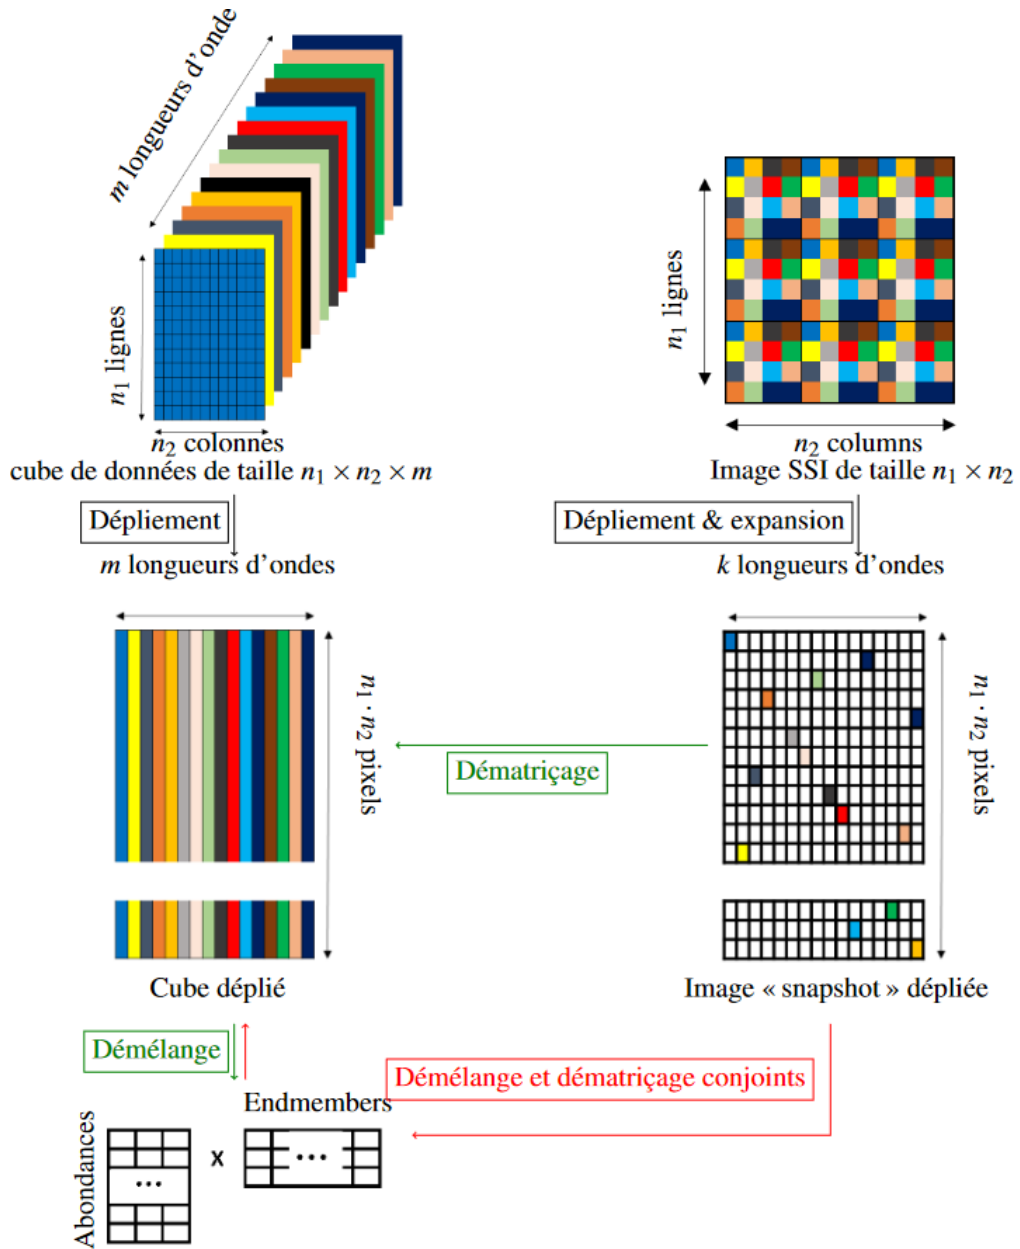 m longueurs d'onde
n₁ lignes
n₂ colonnes
cube de données de taille n₁ × n₂ × m
n₁ lignes
n₂ columns
Image SSI de taille n₁ × n₂
Dépliement
Dépliement & expansion
m longueurs d'ondes
k longueurs d'ondes
n₁ · n₂ pixels
n₁ · n₂ pixels
Dématriçage
Cube déplié
Image « snapshot » dépliée
Démélange
Démélange et dématriçage conjoints
Endmembers
Abondances
x
...
...